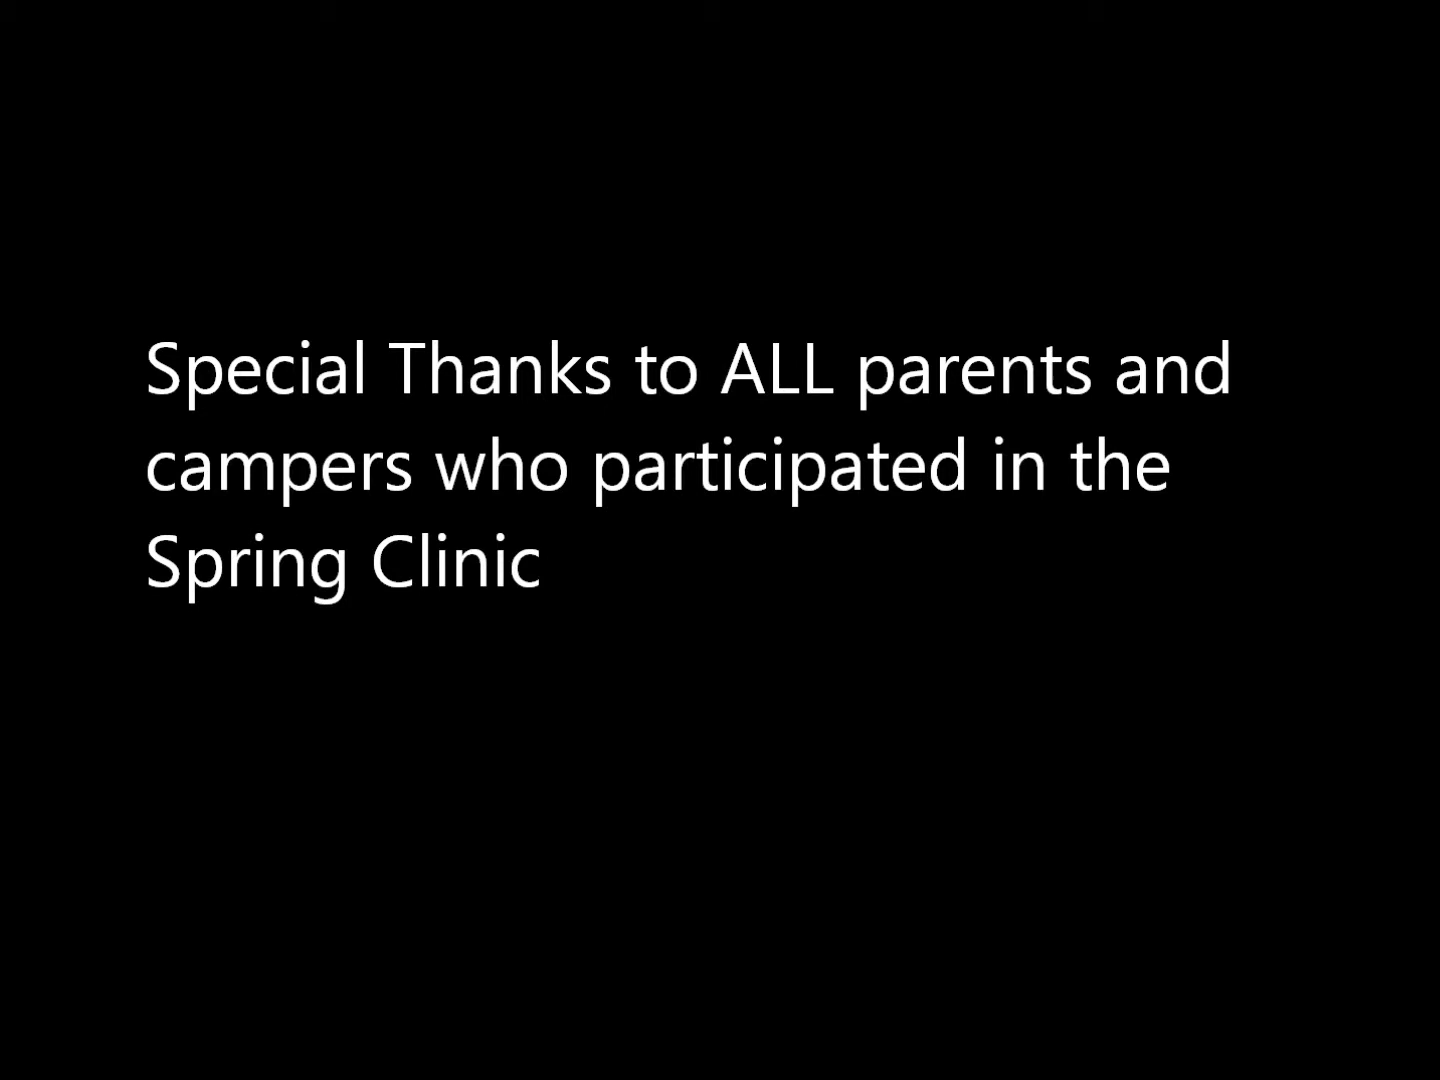 Special Thanks to ALL parents and
campers who participated in the
Spring Clinic